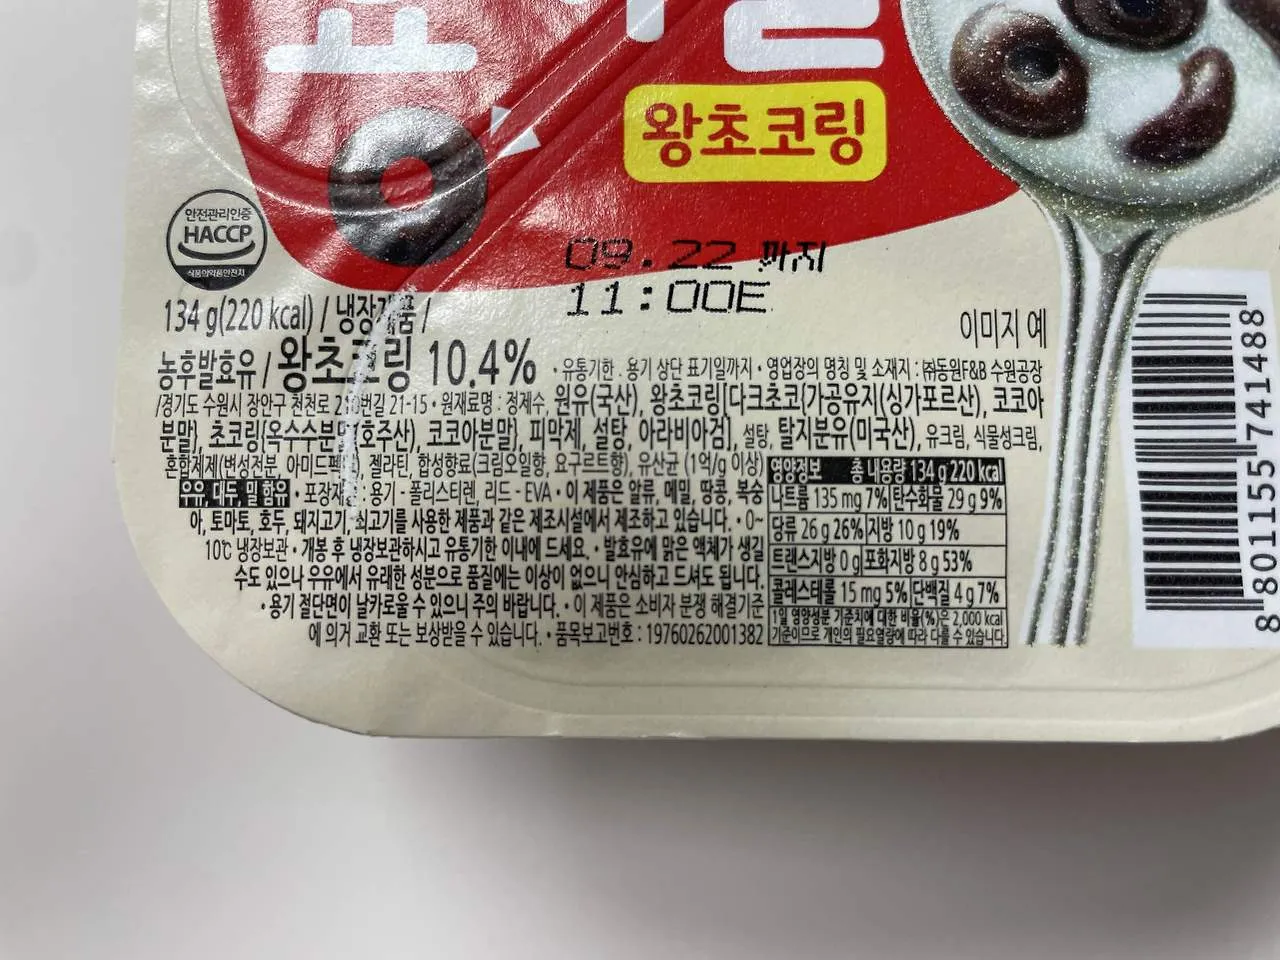 왕초코링
안전관리인증
HACCP
식품의약품안전처
09.22 까지
11:00E
134 g(220 kcal) / 냉장제품 /
이미지 예
농후발효유 / 왕초코링 10.4%
• 유통기한 : 용기 상단 표기일까지 • 영업장의 명칭 및 소재지 : ㈜동원F&B 수원공장
/경기도 수원시 장안구 천천로 210번길 21-15 • 원재료명 : 정제수, 원유(국산), 왕초코링[다크초코(가공유지(싱가포르산), 코코아
분말), 초코링[옥수수분말(호주산), 코코아분말], 피막제, 설탕, 아라비아검], 설탕, 탈지분유(미국산), 유크림, 식물성크림,
혼합제제(변성전분, 아미드펙틴), 젤라틴, 합성향료(크림오일향, 요구르트향), 유산균 (1억/g 이상)
우유, 대두, 밀 함유 • 포장재질 : 용기 - 폴리스티렌, 리드 - EVA • 이 제품은 알류, 메밀, 땅콩, 복숭
아, 토마토, 호두, 돼지고기, 쇠고기를 사용한 제품과 같은 제조시설에서 제조하고 있습니다. • 0~
10℃ 냉장보관 • 개봉 후 냉장보관하시고 유통기한 이내에 드세요. • 발효유에 맑은 액체가 생길
수도 있으나 우유에서 유래한 성분으로 품질에는 이상이 없으니 안심하고 드셔도 됩니다.
• 용기 절단면이 날카로울 수 있으니 주의 바랍니다. • 이 제품은 소비자 분쟁 해결기준
에 의거 교환 또는 보상받을 수 있습니다. • 품목보고번호 : 19760262001382
영양정보 총 내용량 134 g 220 kcal
나트륨 135 mg 7% 탄수화물 29 g 9%
당류 26 g 26% 지방 10 g 19%
트랜스지방 0 g 포화지방 8 g 53%
콜레스테롤 15 mg 5% 단백질 4 g 7%
1일 영양성분 기준치에 대한 비율(%)은 2,000 kcal
기준이므로 개인의 필요열량에 따라 다를 수 있습니다.
8 801155 741488